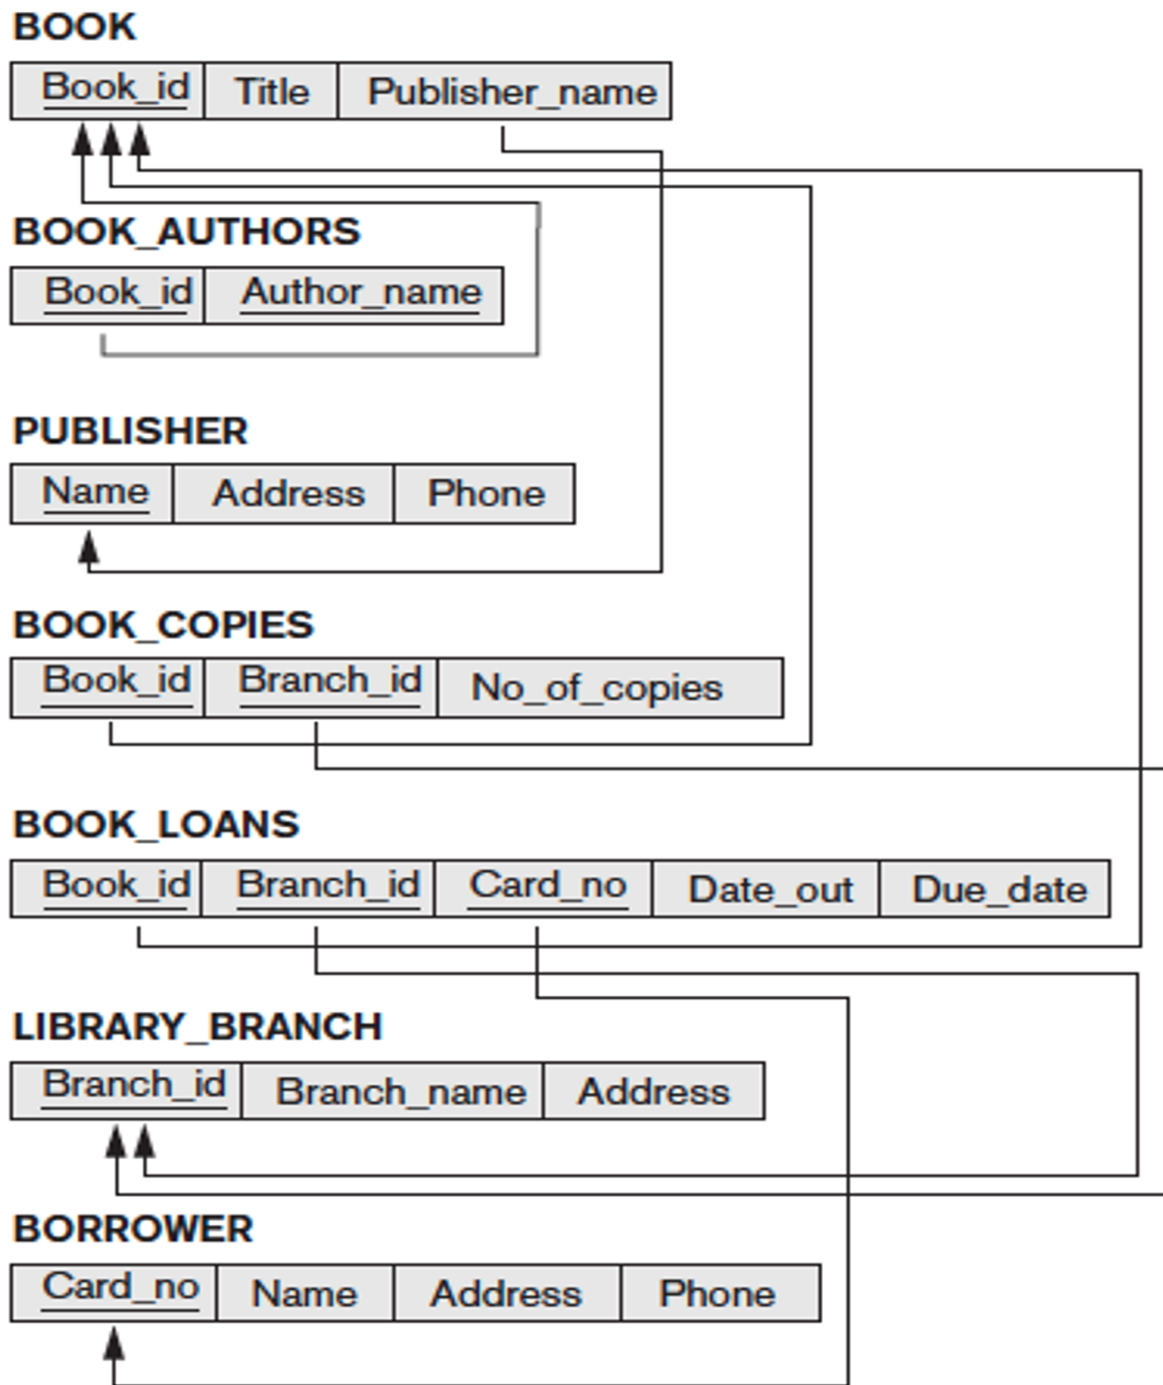 BOOK
Book_id Title Publisher_name
BOOK_AUTHORS
Book_id Author_name
PUBLISHER
Name Address Phone
BOOK_COPIES
Book_id Branch_id No_of_copies
BOOK_LOANS
Book_id Branch_id Card_no Date_out Due_date
LIBRARY_BRANCH
Branch_id Branch_name Address
BORROWER
Card_no Name Address Phone